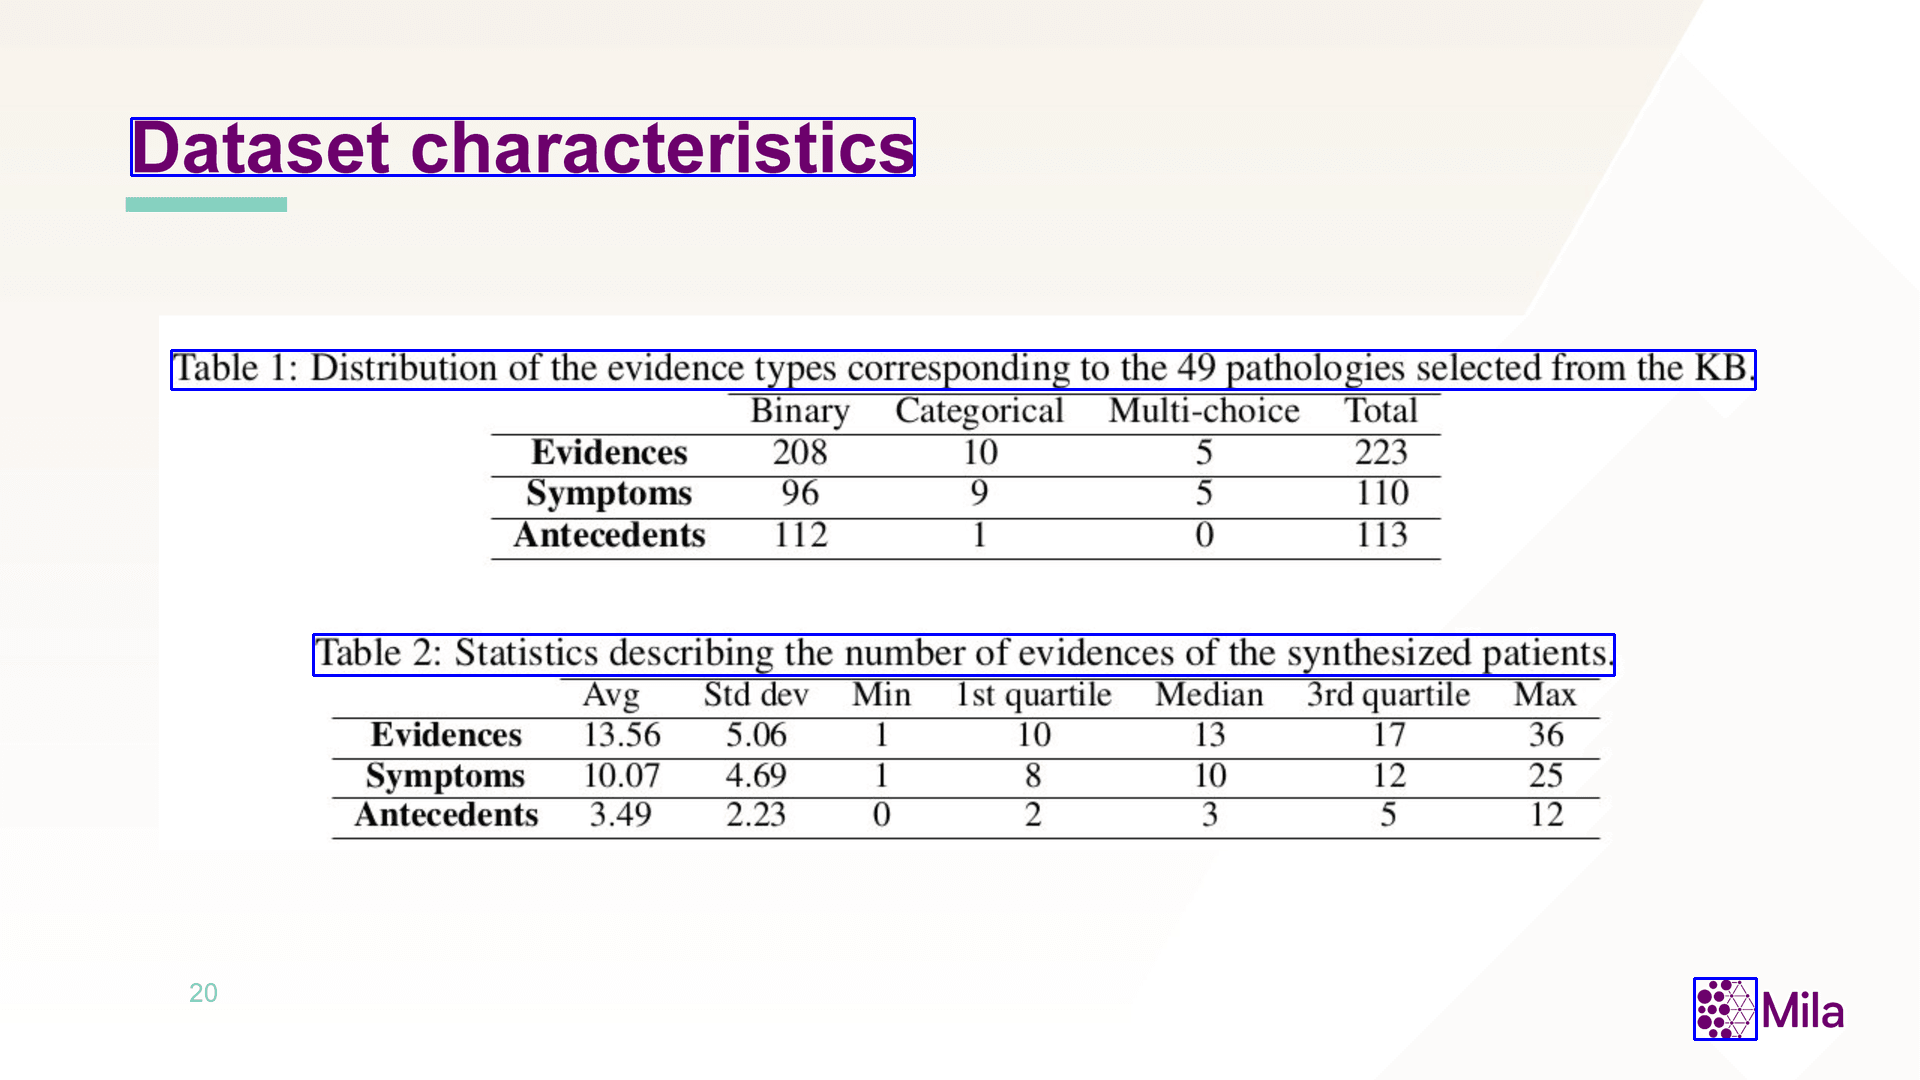 Dataset characteristics
Table 1: Distribution of the evidence types corresponding to the 49 pathologies selected from the KB.
Binary Categorical Multi-choice Total
Evidences 208 10 5 223
Symptoms 96 9 5 110
Antecedents 112 1 0 113
Table 2: Statistics describing the number of evidences of the synthesized patients.
Avg Std dev Min 1st quartile Median 3rd quartile Max
Evidences 13.56 5.06 1 10 13 17 36
Symptoms 10.07 4.69 1 8 10 12 25
Antecedents 3.49 2.23 0 2 3 5 12
20
Mila